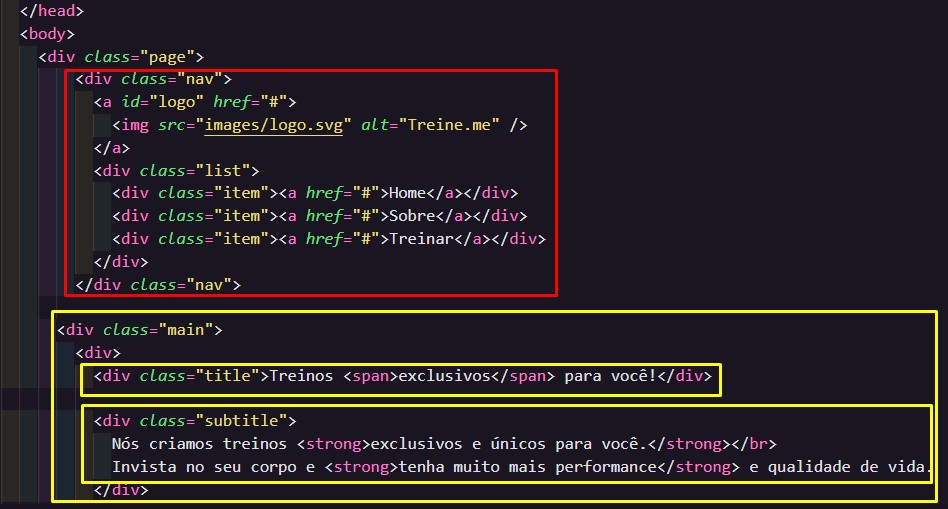 </head>
<body>
<div class="page">
<div class="nav">
<a id="logo" href="#">
<img src="images/logo.svg" alt="Treine.me" />
</a>
<div class="list">
<div class="item"><a href="#">Home</a></div>
<div class="item"><a href="#">Sobre</a></div>
<div class="item"><a href="#">Treinar</a></div>
</div>
</div class="nav">
<div class="main">
<div>
<div class="title">Treinos <span>exclusivos</span> para você!</div>
<div class="subtitle">
Nós criamos treinos <strong>exclusivos e únicos para você.</strong></br>
Invista no seu corpo e <strong>tenha muito mais performance</strong> e qualidade de vida.
</div>